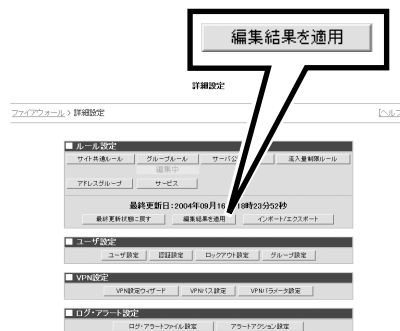 編集結果を適用
詳細設定
ファイアウォール > 詳細設定
[ヘルプ
■ ルール設定
サイト共通ルール グループルール サーバ公 流入量制限ルール
編集中
アドレスグループ サービス
最終更新日:2004年09月16 18時23分52秒
最終更新状態に戻す 編集結果を適用 インポート/エクスポート
■ ユーザ設定
ユーザ設定 認証設定 ロックアウト設定 グループ設定
■ VPN設定
VPN設定ウィザード VPNパス設定 VPNパラメータ設定
■ ログ・アラート設定
ログ・アラートファイル設定 アラートアクション設定